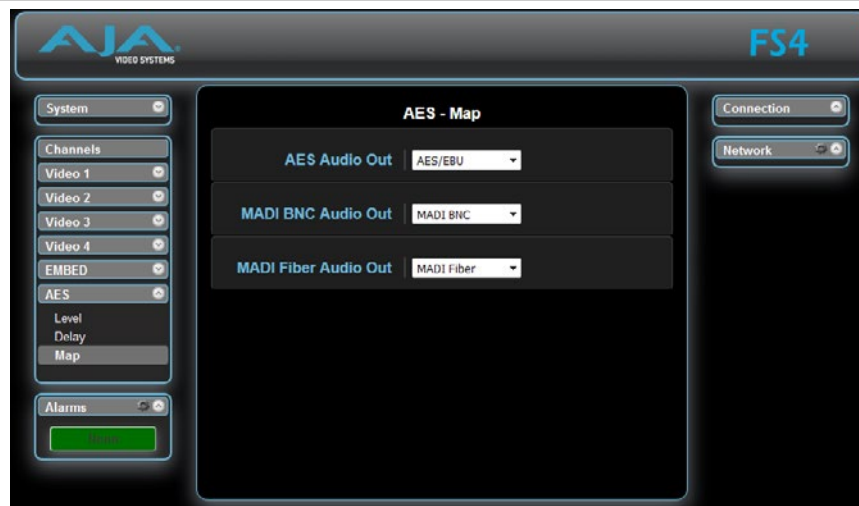 AJA
VIDEO SYSTEMS
FS4
System
Channels
Video 1
Video 2
Video 3
Video 4
EMBED
AES
Level
Delay
Map
Alarms
None
AES - Map
AES Audio Out
AES/EBU
MADI BNC Audio Out
MADI BNC
MADI Fiber Audio Out
MADI Fiber
Connection
Network